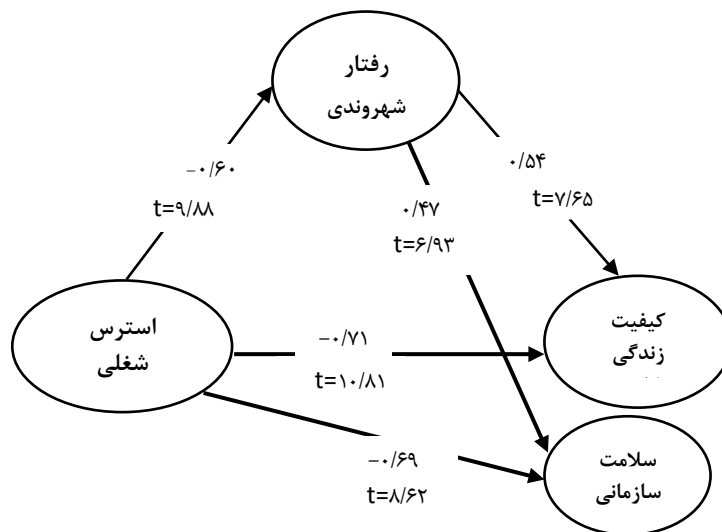 رفتار
شهروندی
-۰/۶۰
t=۹/۸۸
۰/۵۴
t=۷/۶۵
۰/۴۷
t=۶/۹۳
استرس
شغلی
-۰/۷۱
t=۱۰/۸۱
کیفیت
زندگی
-۰/۶۹
t=۸/۶۲
سلامت
سازمانی